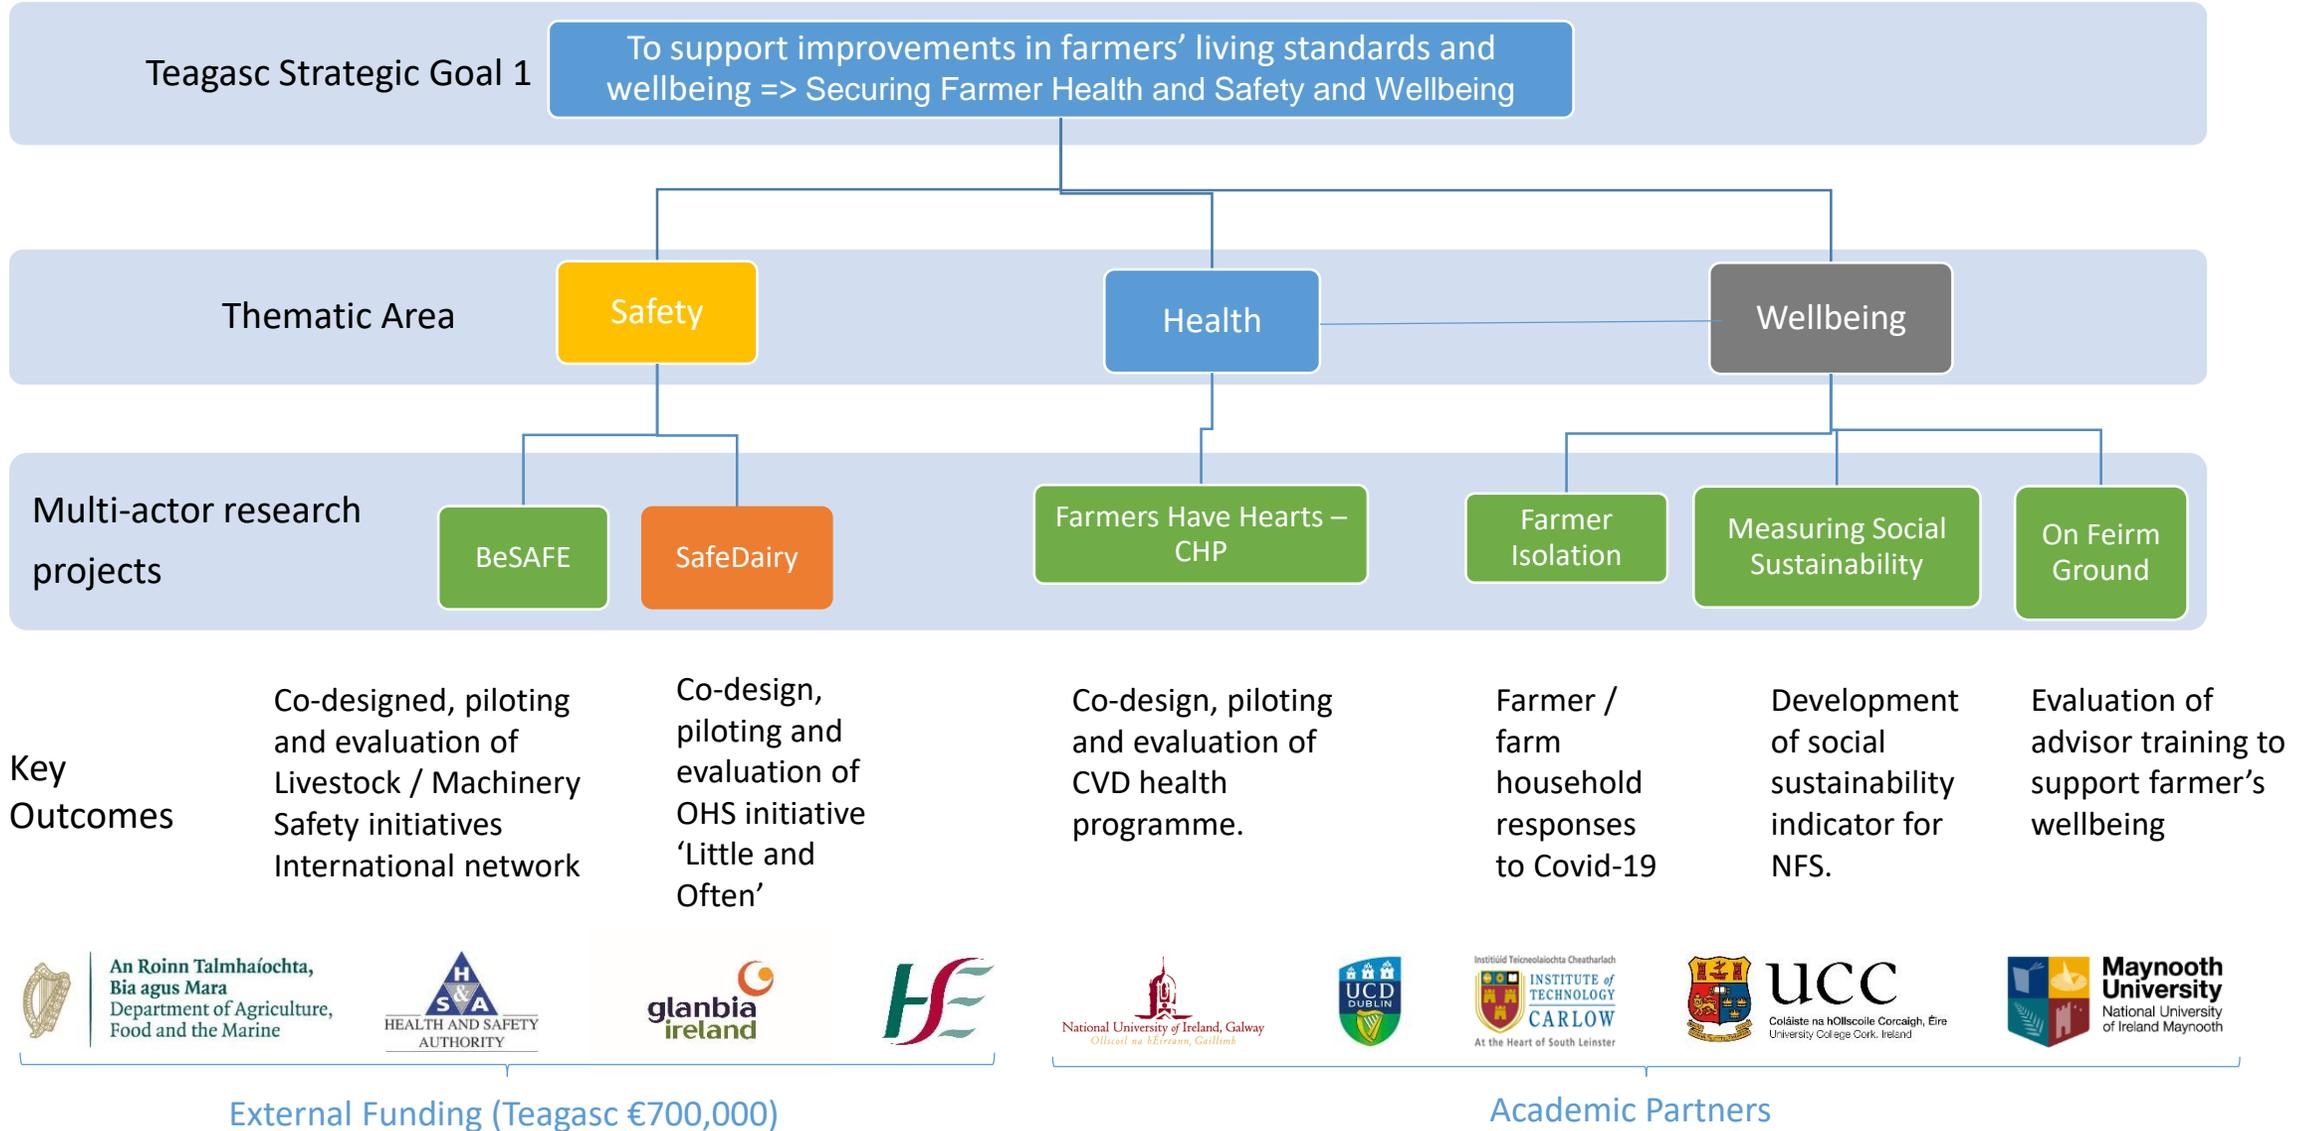 Teagasc Strategic Goal 1
To support improvements in farmers’ living standards and
wellbeing => Securing Farmer Health and Safety and Wellbeing
Thematic Area
Safety
Health
Wellbeing
Multi-actor research
projects
BeSAFE
SafeDairy
Farmers Have Hearts –
CHP
Farmer
Isolation
Measuring Social
Sustainability
On Feirm
Ground
Key
Outcomes
Co-designed, piloting
and evaluation of
Livestock / Machinery
Safety initiatives
International network
Co-design,
piloting and
evaluation of
OHS initiative
‘Little and
Often’
Co-design, piloting
and evaluation of
CVD health
programme.
Farmer /
farm
household
responses
to Covid-19
Development
of social
sustainability
indicator for
NFS.
Evaluation of
advisor training to
support farmer’s
wellbeing
An Roinn Talmhaíochta,
Bia agus Mara
Department of Agriculture,
Food and the Marine
H
S & A
HEALTH AND SAFETY
AUTHORITY
glanbia
ireland
HSE
National University of Ireland, Galway
Ollscoil na hÉireann, Gaillimh
UCD
DUBLIN
Institiúid Teicneolaíochta Cheatharlach
INSTITUTE of
TECHNOLOGY
CARLOW
At the Heart of South Leinster
UCC
Coláiste na hOllscoile Corcaigh, Éire
University College Cork, Ireland
Maynooth
University
National University
of Ireland Maynooth
External Funding (Teagasc €700,000)
Academic Partners